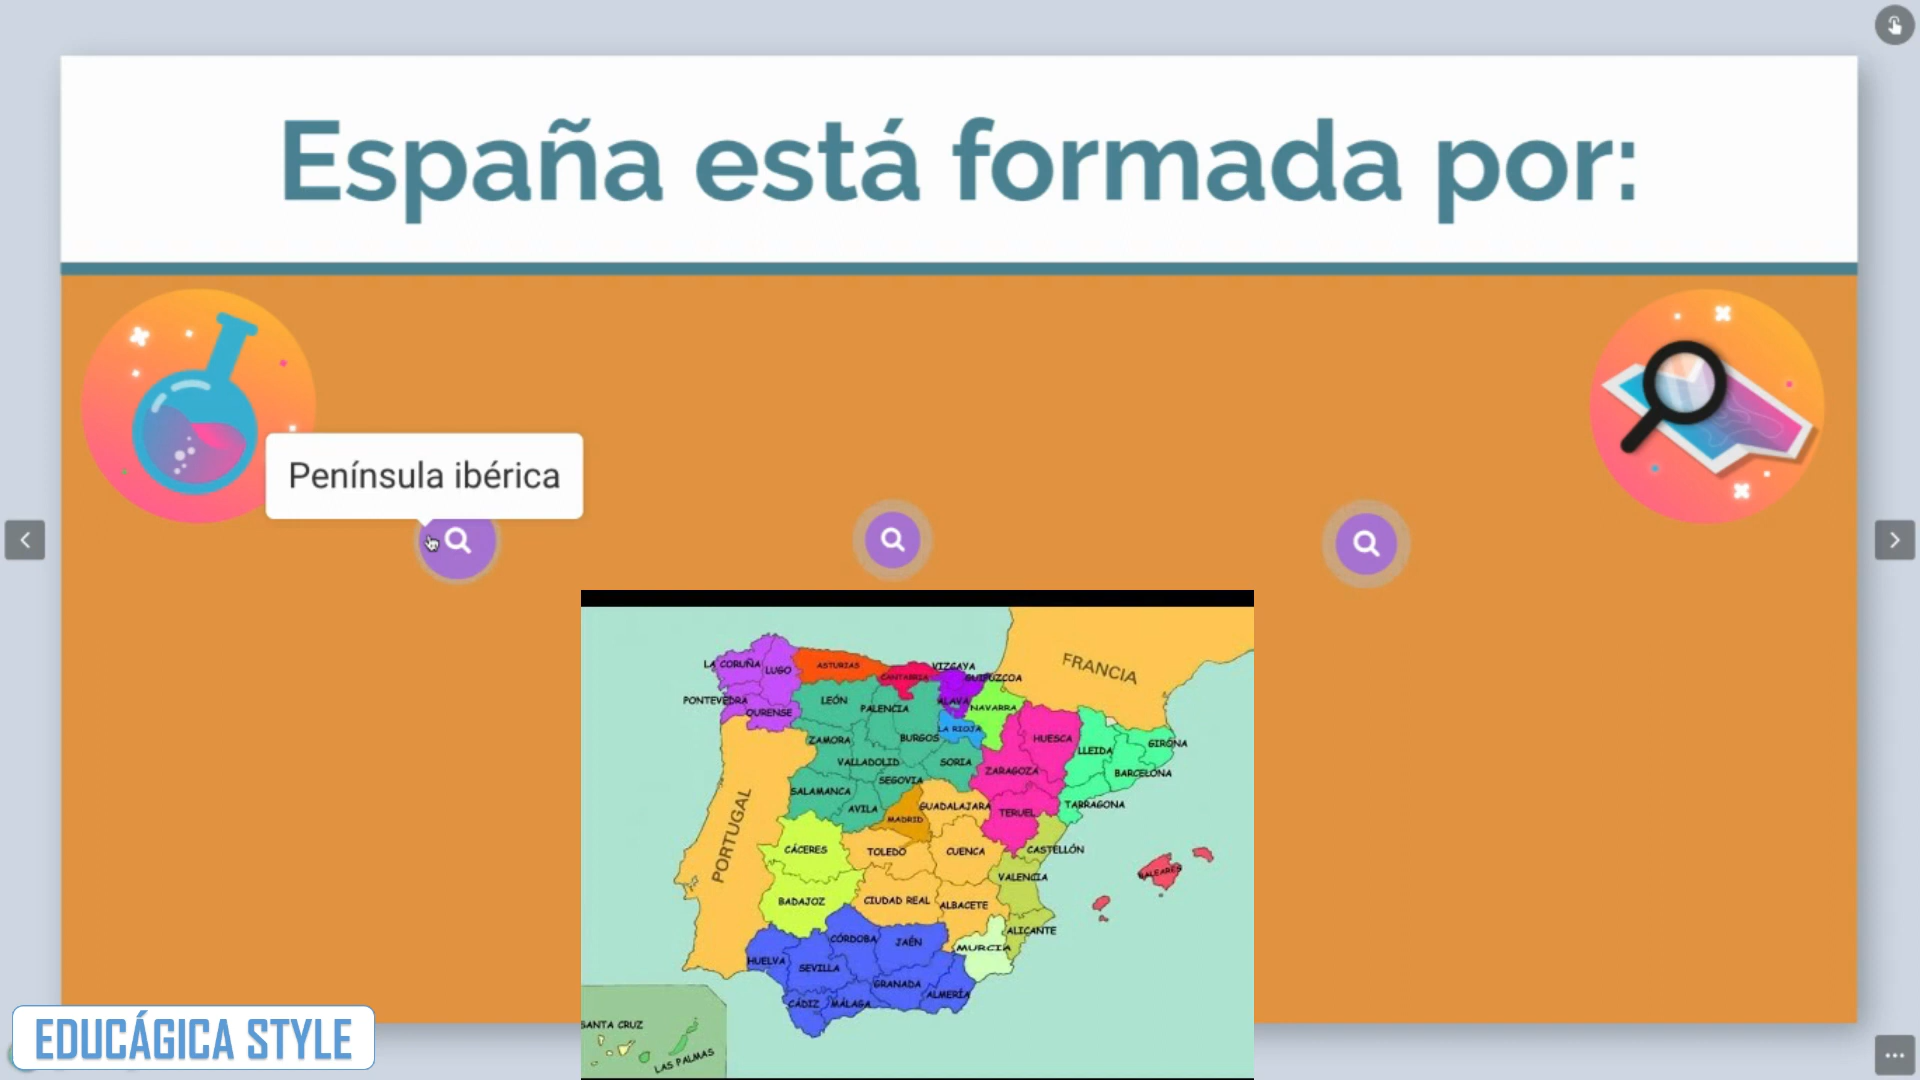 España está formada por:
Península ibérica
FRANCIA
LA CORUÑA
LUGO
ASTURIAS
CANTABRIA
VIZCAYA
GUIPÚZCOA
PONTEVEDRA
OURENSE
LEÓN
PALENCIA
ALAVA
NAVARRA
ZAMORA
BURGOS
LA RIOJA
HUESCA
LLEIDA
GIRONA
VALLADOLID
SORIA
ZARAGOZA
BARCELONA
SEGOVIA
SALAMANCA
AVILA
GUADALAJARA
TERUEL
TARRAGONA
MADRID
PORTUGAL
CÁCERES
TOLEDO
CUENCA
CASTELLÓN
VALENCIA
BALEARES
BADAJOZ
CIUDAD REAL
ALBACETE
ALICANTE
CÓRDOBA
JAÉN
MURCIA
HUELVA
SEVILLA
GRANADA
ALMERÍA
CÁDIZ
MÁLAGA
SANTA CRUZ
LAS PALMAS
EDUCÁGICA STYLE